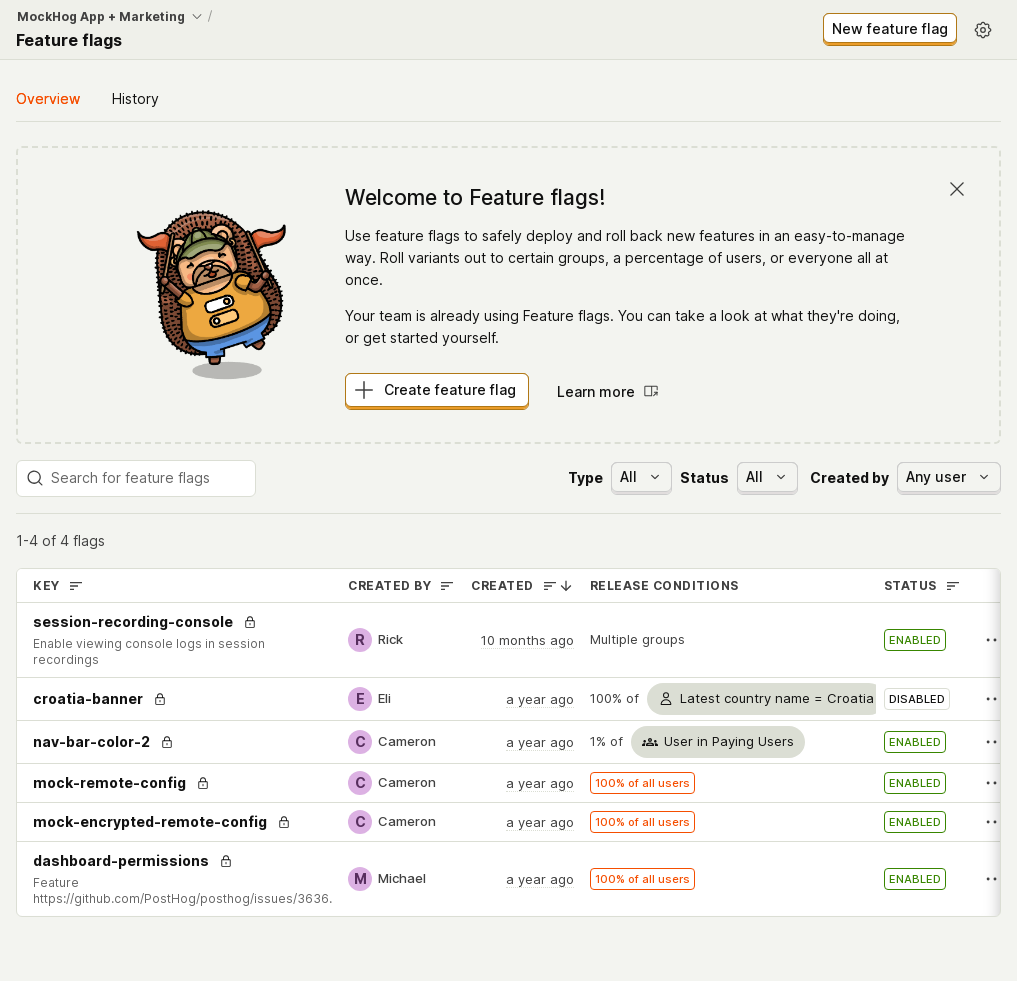 MockHog App + Marketing /
Feature flags
New feature flag
Overview
History
Welcome to Feature flags!
Use feature flags to safely deploy and roll back new features in an easy-to-manage
way. Roll variants out to certain groups, a percentage of users, or everyone all at
once.
Your team is already using Feature flags. You can take a look at what they're doing,
or get started yourself.
Create feature flag
Learn more
Search for feature flags
Type All Status All Created by Any user
1-4 of 4 flags
KEY CREATED BY CREATED RELEASE CONDITIONS STATUS
session-recording-console
Enable viewing console logs in session
recordings
R Rick 10 months ago Multiple groups ENABLED
croatia-banner E Eli a year ago 100% of Latest country name = Croatia DISABLED
nav-bar-color-2 C Cameron a year ago 1% of User in Paying Users ENABLED
mock-remote-config C Cameron a year ago 100% of all users ENABLED
mock-encrypted-remote-config C Cameron a year ago 100% of all users ENABLED
dashboard-permissions
Feature
https://github.com/PostHog/posthog/issues/3636.
M Michael a year ago 100% of all users ENABLED